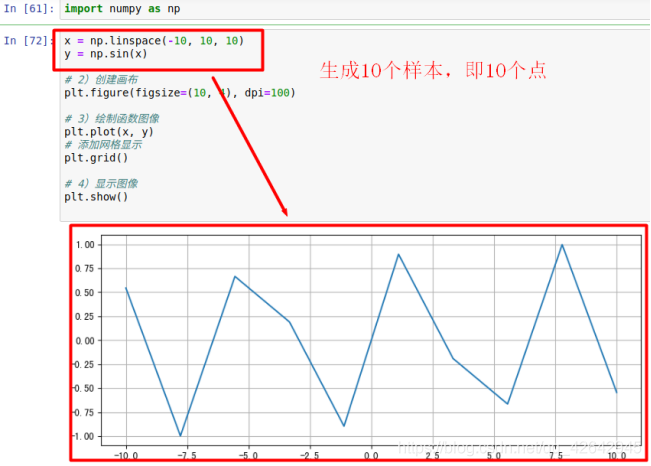 In [61]: import numpy as np
In [72]: x = np.linspace(-10, 10, 10)
y = np.sin(x)
生成10个样本，即10个点
# 2）创建画布
plt.figure(figsize=(10, 4), dpi=100)
# 3）绘制函数图像
plt.plot(x, y)
# 添加网格显示
plt.grid()
# 4）显示图像
plt.show()
1.00
0.75
0.50
0.25
0.00
-0.25
-0.50
-0.75
-1.00
-10.0 -7.5 -5.0 -2.5 0.0 2.5 5.0 7.5 10.0